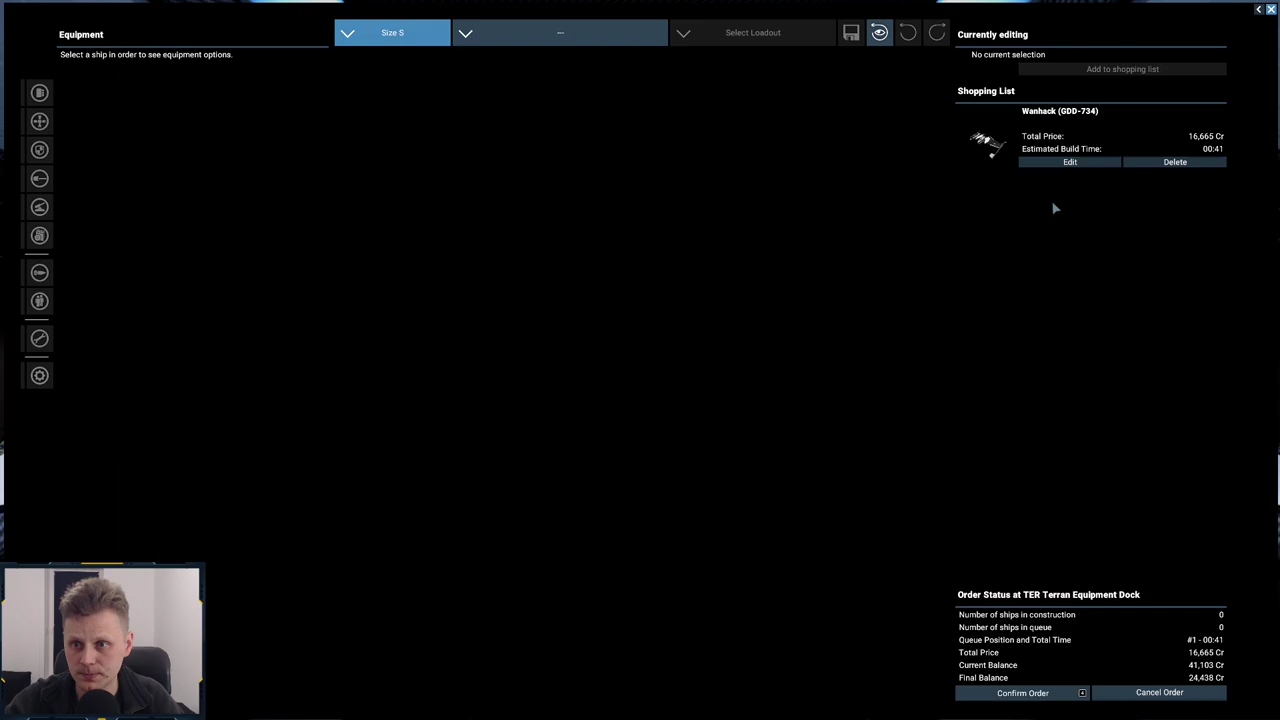 Equipment
Select a ship in order to see equipment options.
Size S
---
Select Loadout
Currently editing
No current selection
Add to shopping list
Shopping List
Wanhack (GDD-734)
Total Price: 16,665 Cr
Estimated Build Time: 00:41
Edit
Delete
Order Status at TER Terran Equipment Dock
Number of ships in construction 0
Number of ships in queue 0
Queue Position and Total Time #1 - 00:41
Total Price 16,665 Cr
Current Balance 41,103 Cr
Final Balance 24,438 Cr
Confirm Order
Cancel Order